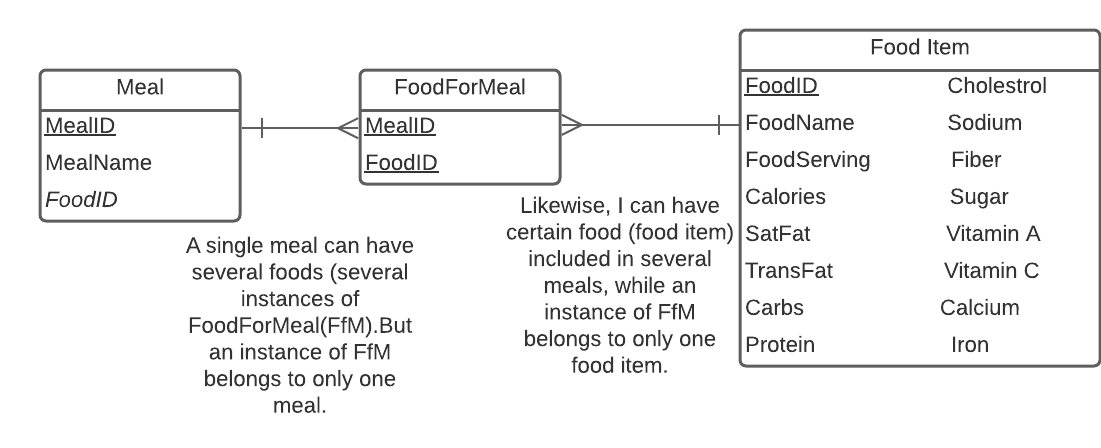 Meal
MealID
MealName
FoodID
FoodForMeal
MealID
FoodID
Food Item
FoodID Cholestrol
FoodName Sodium
FoodServing Fiber
Calories Sugar
SatFat Vitamin A
TransFat Vitamin C
Carbs Calcium
Protein Iron
A single meal can have
several foods (several
instances of
FoodForMeal(FfM).But
an instance of FfM
belongs to only one
meal.
Likewise, I can have
certain food (food item)
included in several
meals, while an
instance of FfM
belongs to only one
food item.